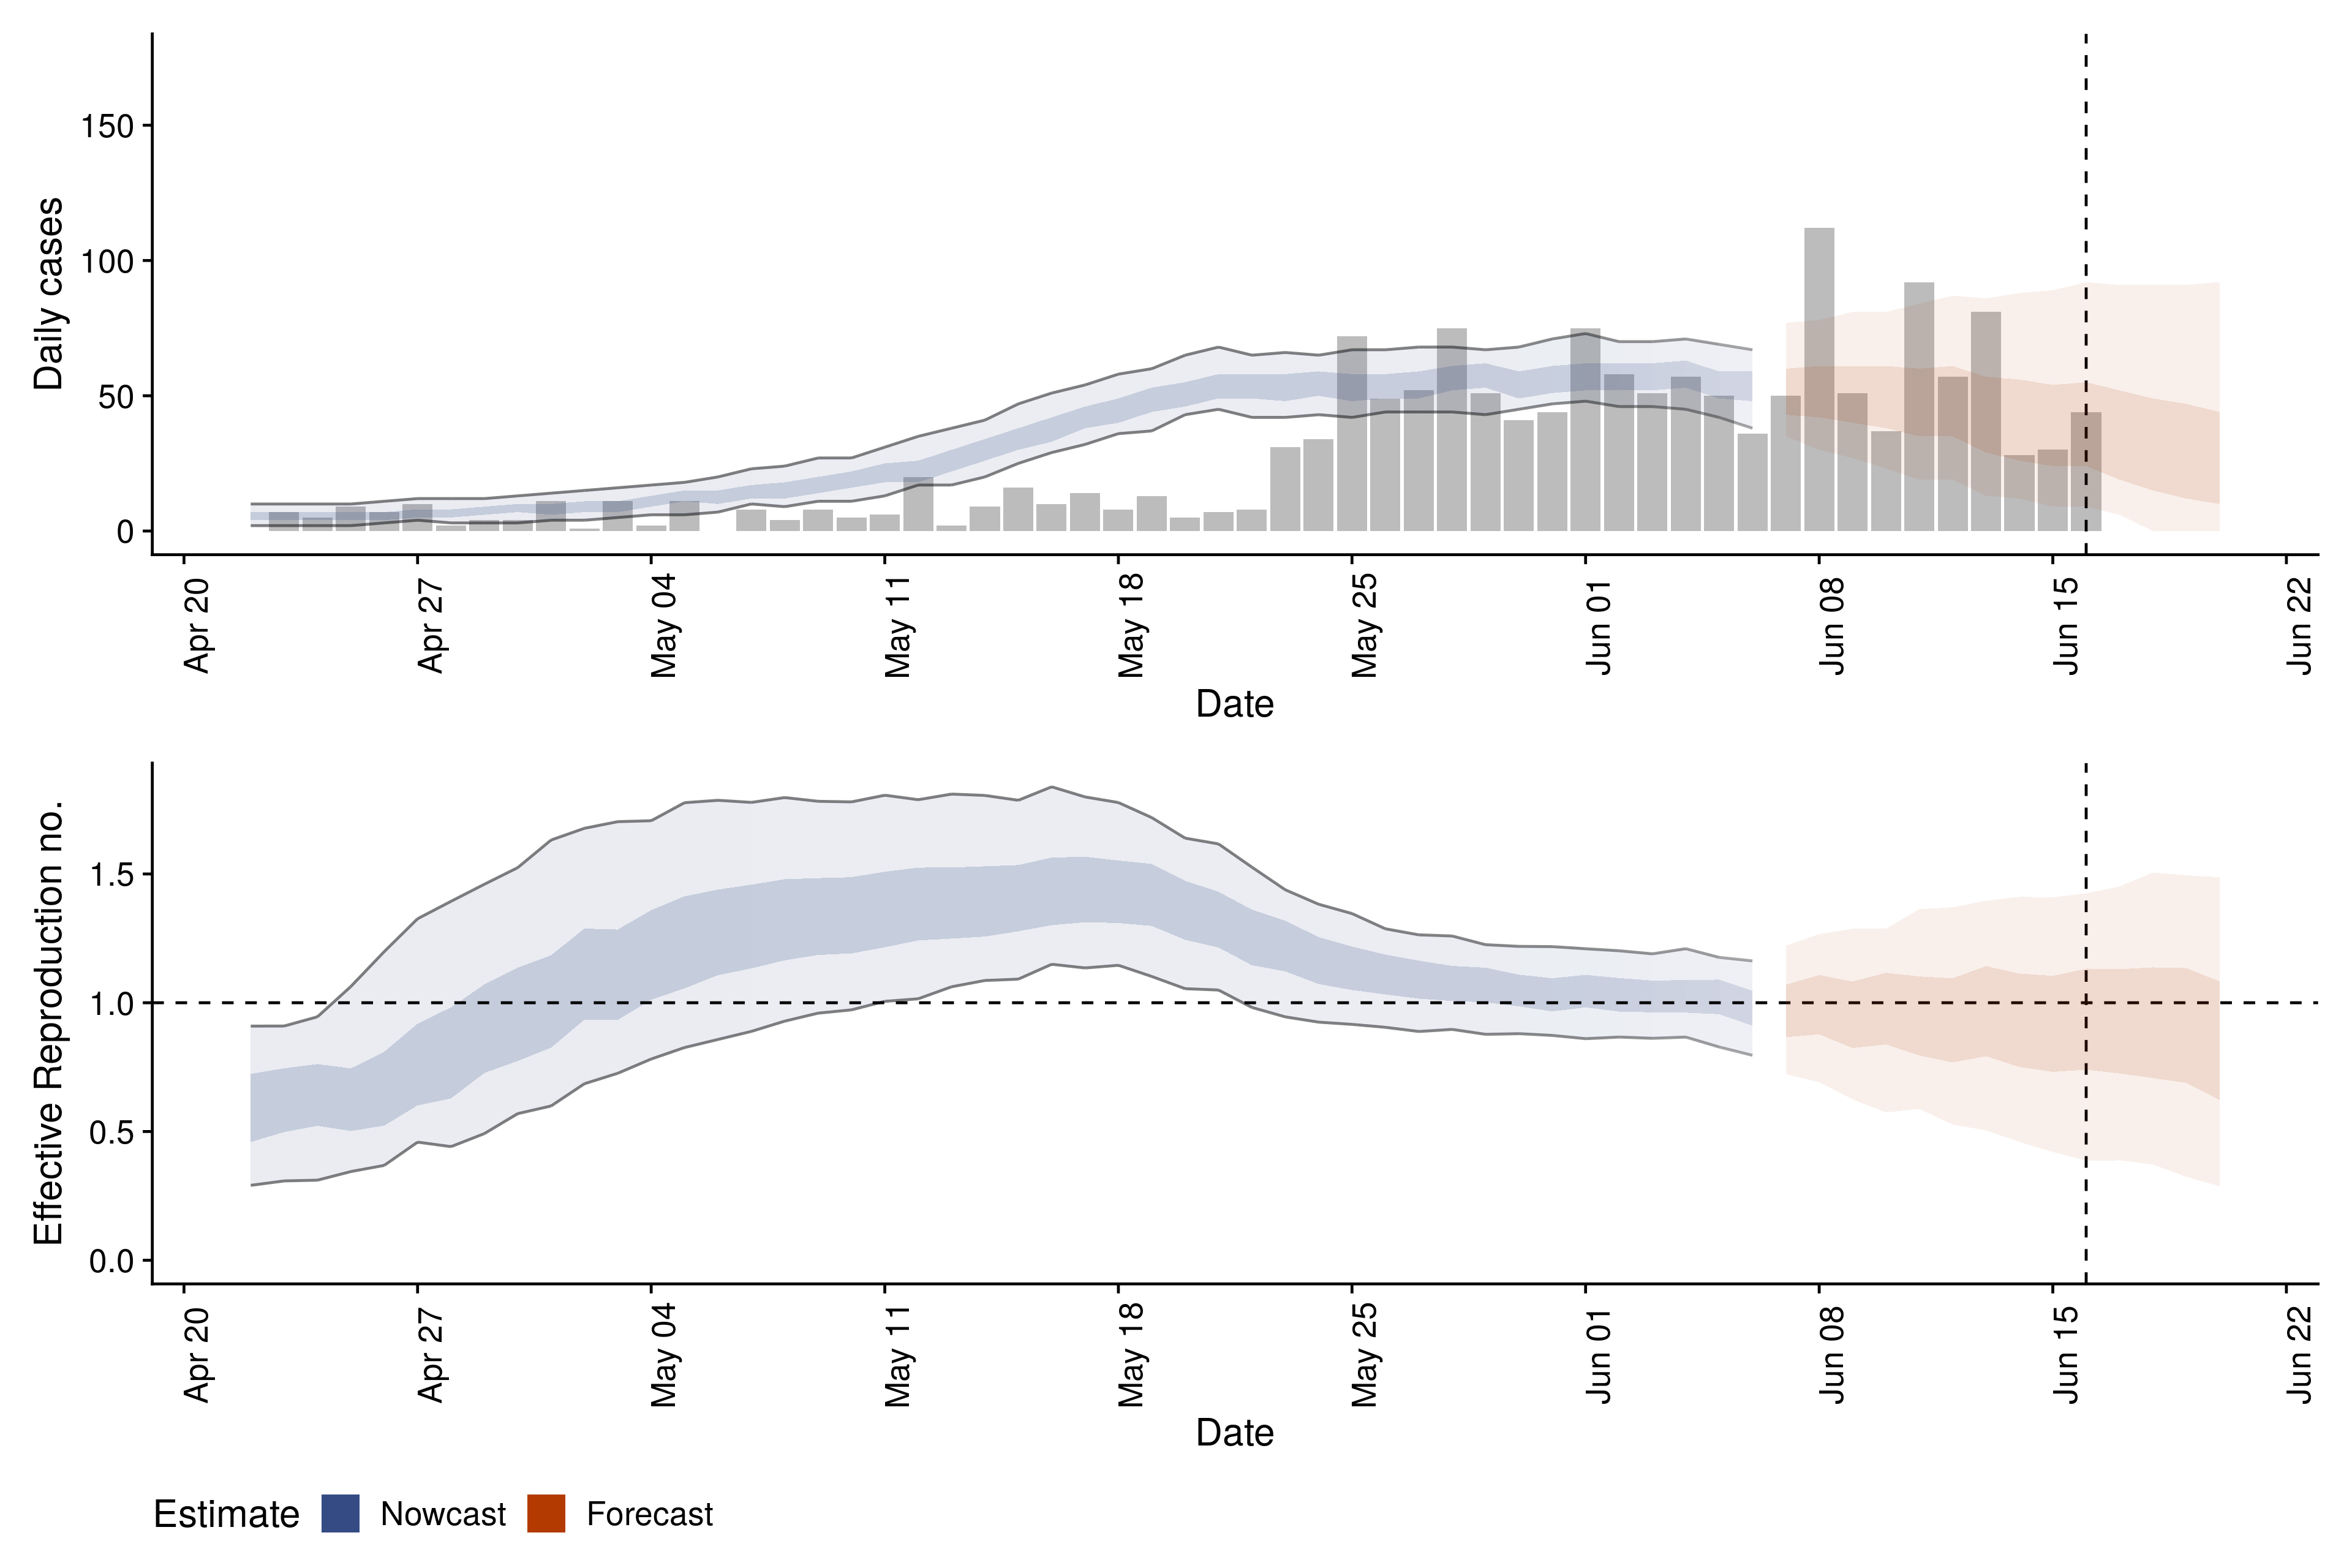 Daily cases
150
100
50
0
Apr 20
Apr 27
May 04
May 11
May 18
May 25
Jun 01
Jun 08
Jun 15
Jun 22
Date
Effective Reproduction no.
1.5
1.0
0.5
0.0
Apr 20
Apr 27
May 04
May 11
May 18
May 25
Jun 01
Jun 08
Jun 15
Jun 22
Date
Estimate Nowcast Forecast